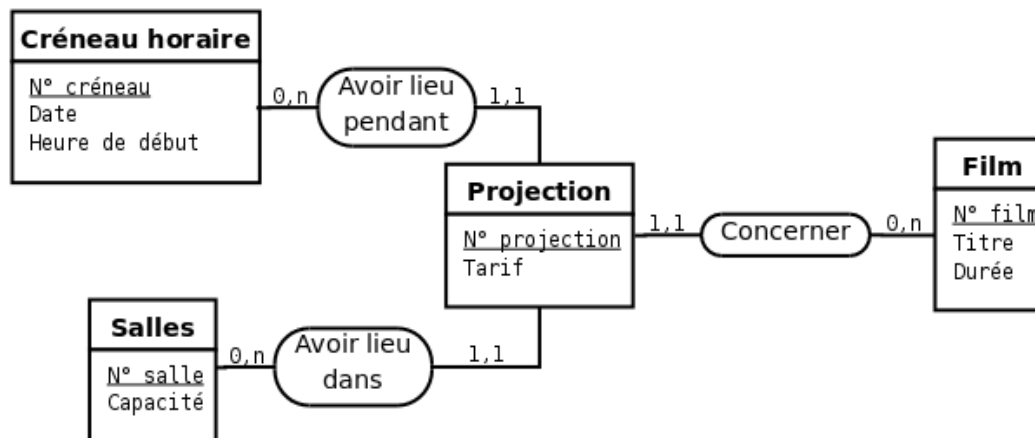 Créneau horaire
N° créneau
Date
Heure de début
0,n
Avoir lieu
pendant
1,1
Projection
N° projection
Tarif
1,1
Concerner
0,n
Film
N° film
Titre
Durée
Salles
N° salle
Capacité
0,n
Avoir lieu
dans
1,1